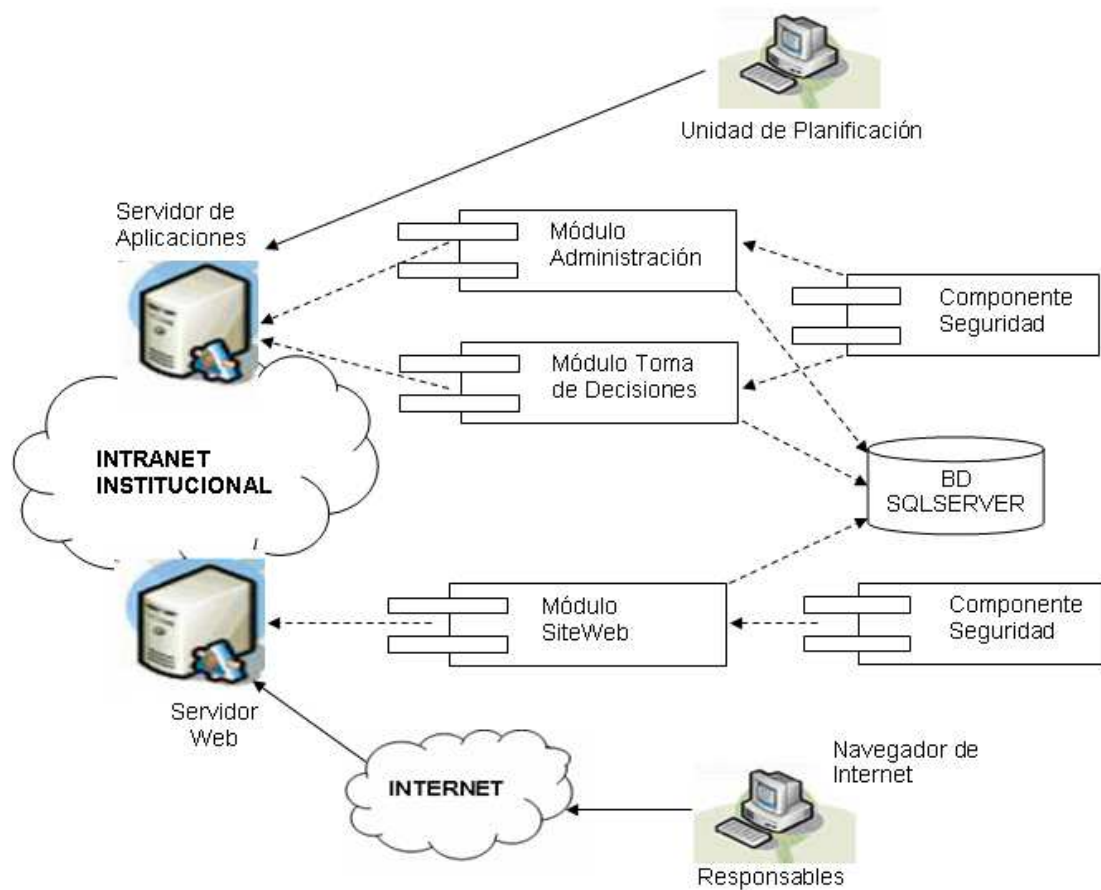 Unidad de Planificación
Servidor de
Aplicaciones
Módulo
Administración
Componente
Seguridad
Módulo Toma
de Decisiones
INTRANET
INSTITUCIONAL
BD
SQLSERVER
Módulo
SiteWeb
Componente
Seguridad
Servidor
Web
INTERNET
Navegador de
Internet
Responsables